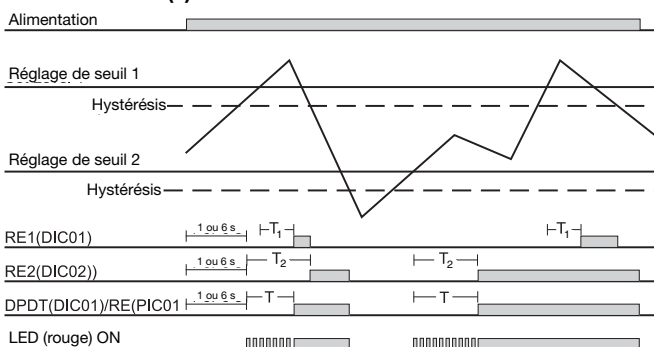 Alimentation
Réglage de seuil 1
Hystérésis
Réglage de seuil 2
Hystérésis
RE1(DIC01) 1 ou 6 s T1 T1
RE2(DIC02)) 1 ou 6 s T2 T2
DPDT(DIC01)/RE(PIC01 1 ou 6 s T T
LED (rouge) ON